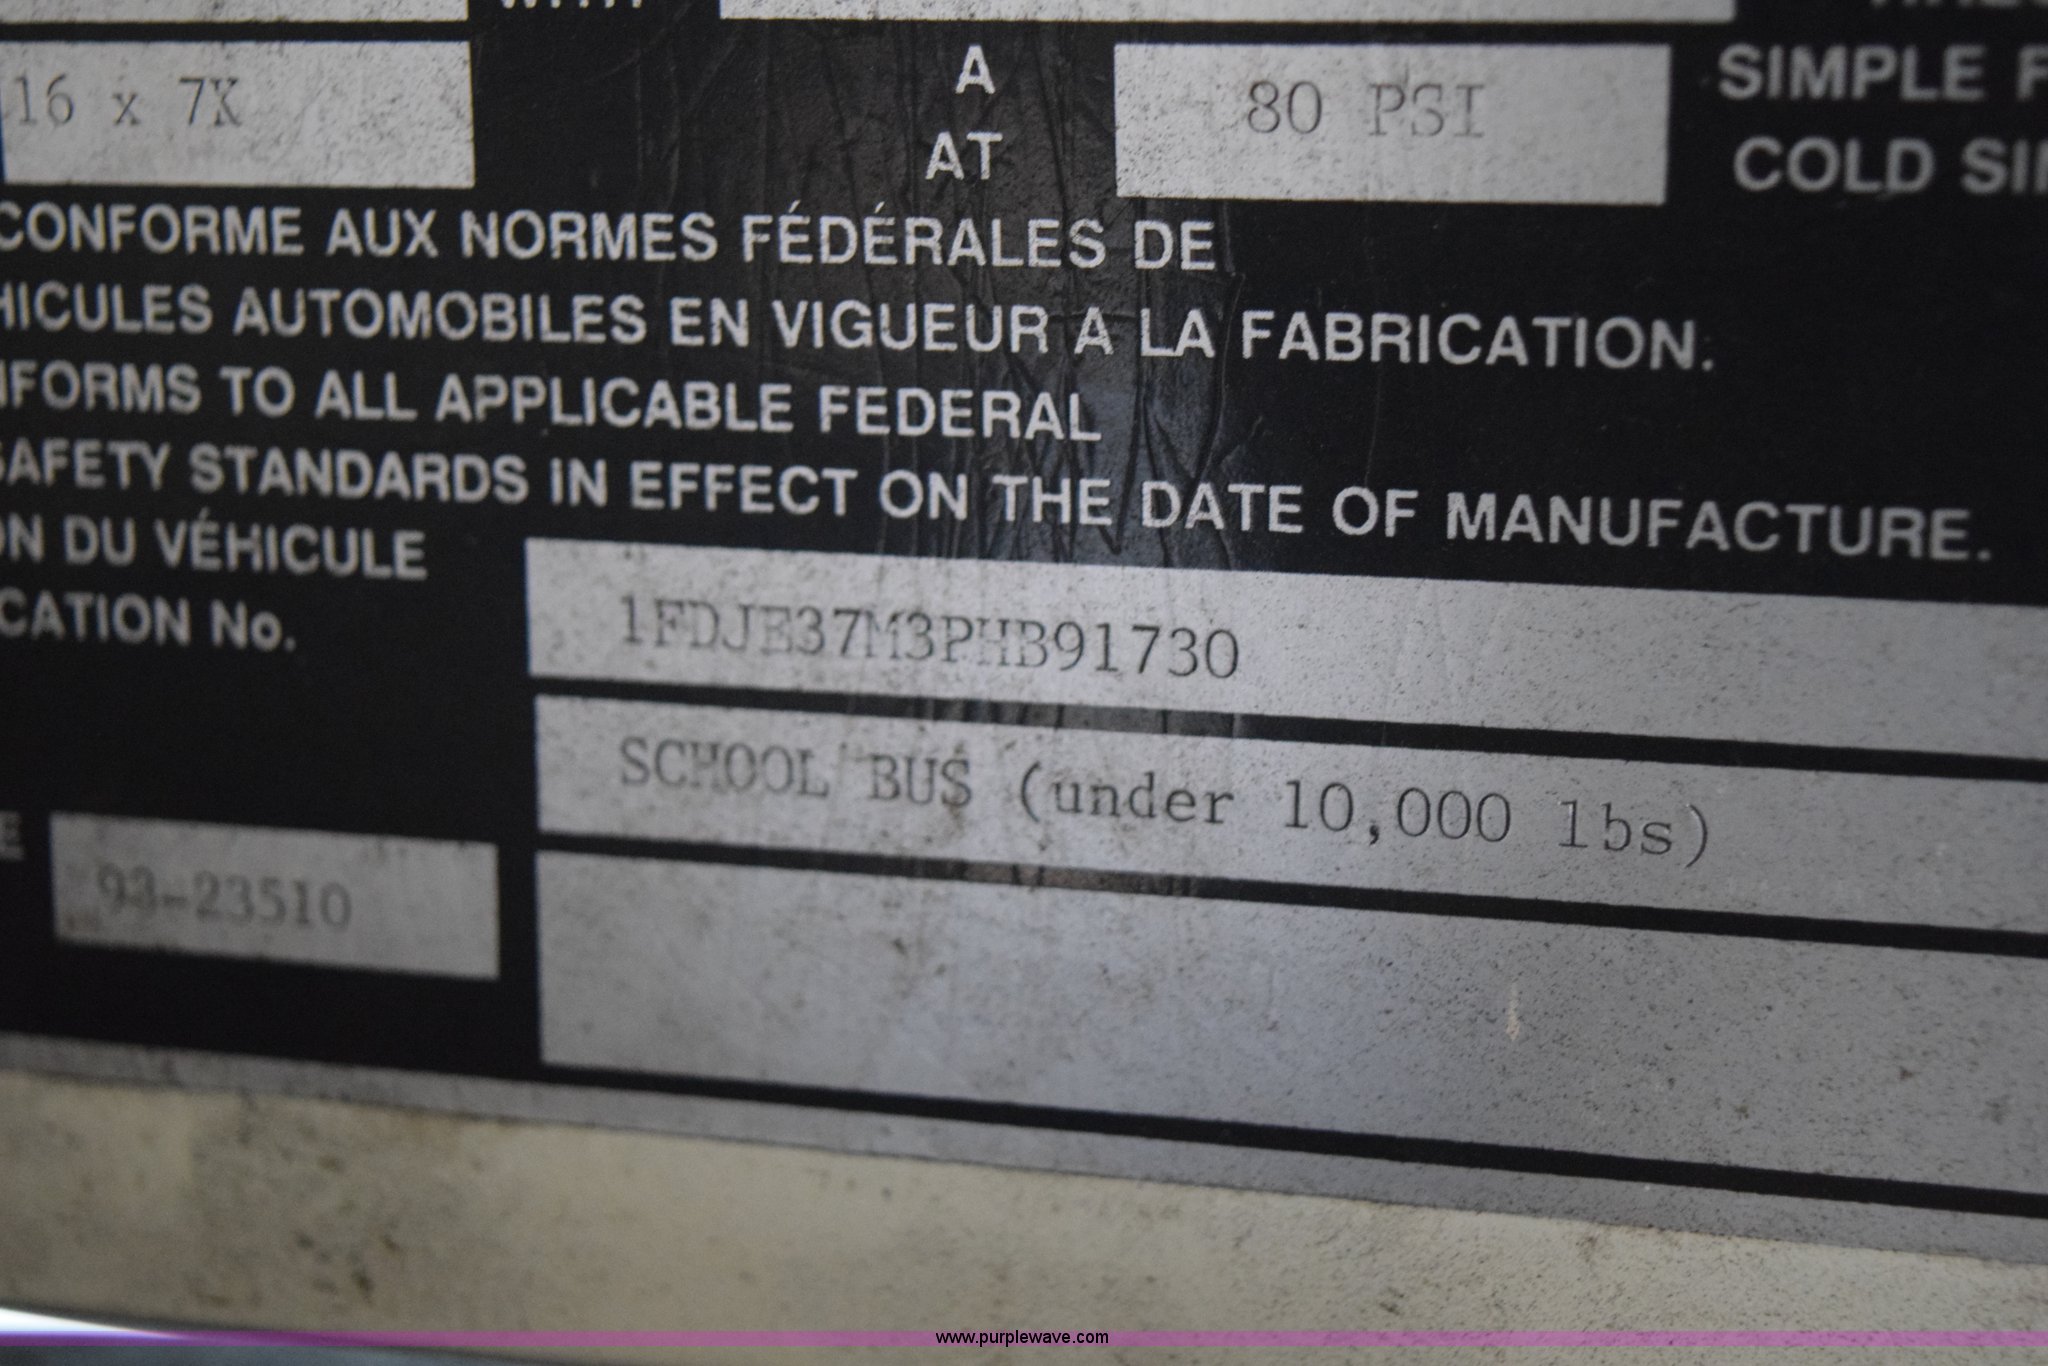 16 x 7K
A
AT
80 PSI
SIMPLE F
COLD SI
CONFORME AUX NORMES FÉDÉRALES DE
HICULES AUTOMOBILES EN VIGUEUR A LA FABRICATION.
NFORMS TO ALL APPLICABLE FEDERAL
SAFETY STANDARDS IN EFFECT ON THE DATE OF MANUFACTURE.
ON DU VÉHICULE
CATION No.
1FDJE37M3PHB91730
SCHOOL BUS (under 10,000 lbs)
E
93-23510
www.purplewave.com